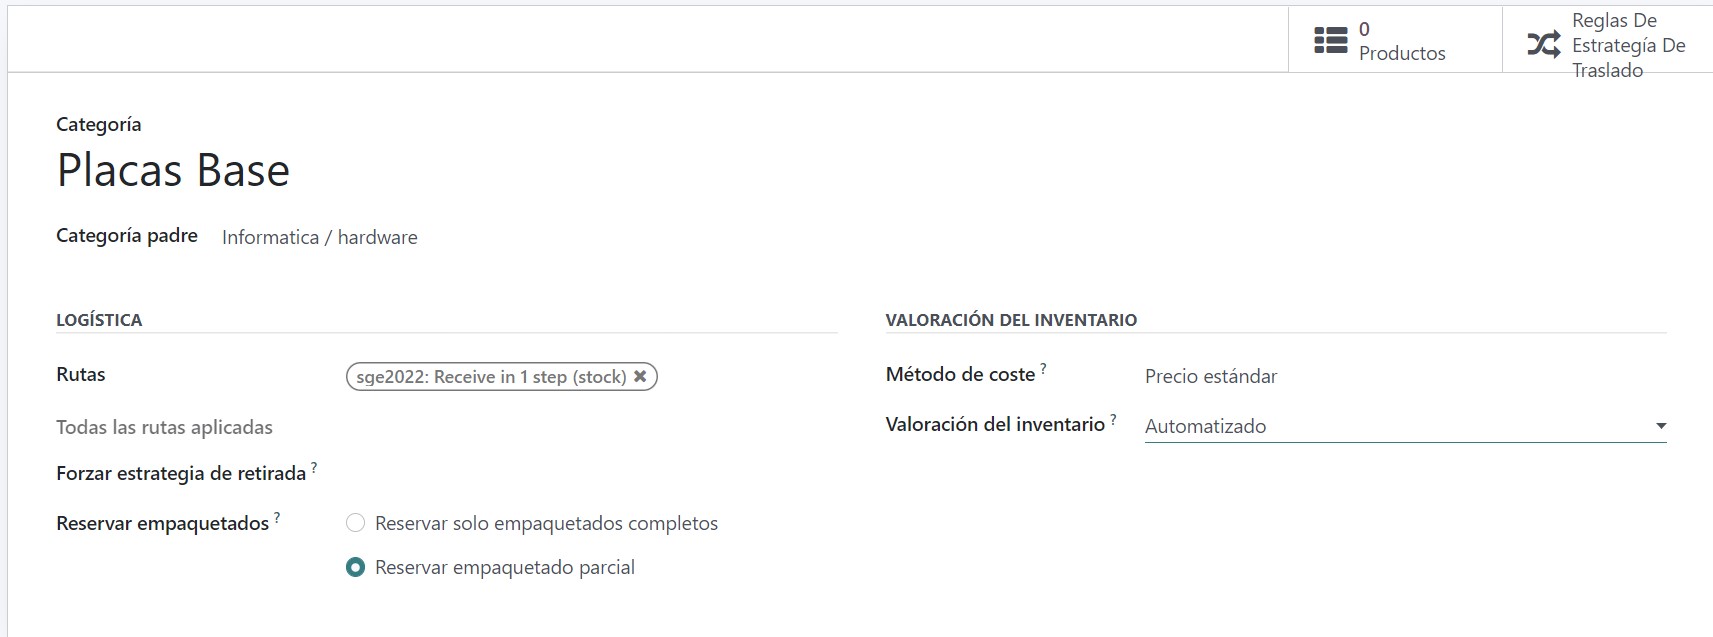 0
Productos
Reglas De
Estrategía De
Traslado
Categoría
Placas Base
Categoría padre Informatica / hardware
LOGÍSTICA
Rutas sge2022: Receive in 1 step (stock) ✖
Todas las rutas aplicadas
Forzar estrategia de retirada ?
Reservar empaquetados ? Reservar solo empaquetados completos
Reservar empaquetado parcial
VALORACIÓN DEL INVENTARIO
Método de coste ? Precio estándar
Valoración del inventario ? Automatizado